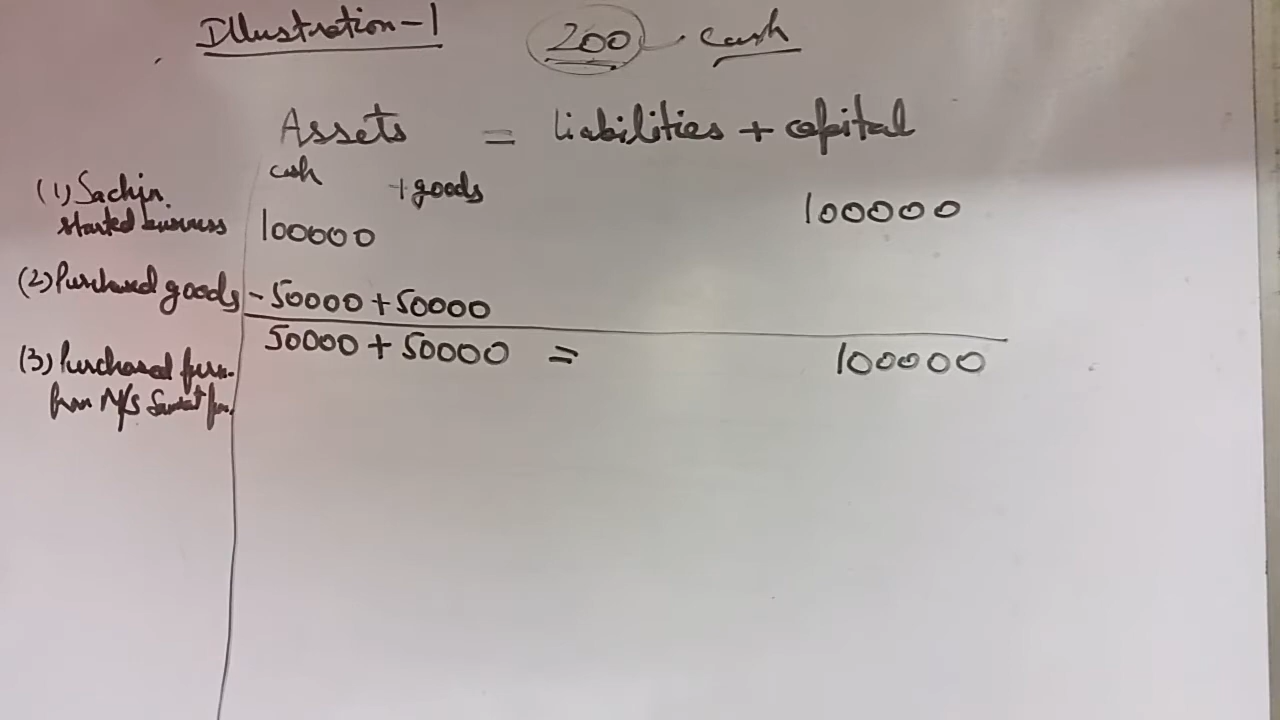 Illustration-1 200 cash
Assets = Liabilities + capital
cash + goods
(1) Sachin. started business 100000 100000
(2) Purchased goods - 50000 + 50000
50000 + 50000 = 100000
(3) Purchased furn.
from M/S